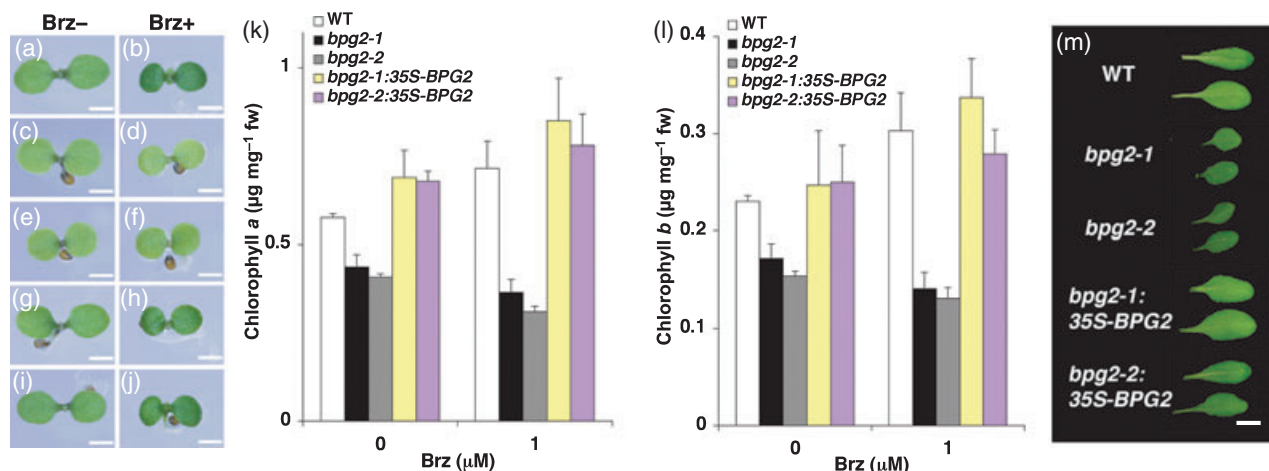 Brz– Brz+
(a) (b)
(c) (d)
(e) (f)
(g) (h)
(i) (j)
(k)
WT
bpg2-1
bpg2-2
bpg2-1:35S-BPG2
bpg2-2:35S-BPG2
Chlorophyll a (µg mg–1 fw)
1
0.5
0
0 1
Brz (µM)
(l)
WT
bpg2-1
bpg2-2
bpg2-1:35S-BPG2
bpg2-2:35S-BPG2
Chlorophyll b (µg mg–1 fw)
0.4
0.3
0.2
0.1
0
0 1
Brz (µM)
(m)
WT
bpg2-1
bpg2-2
bpg2-1:
35S-BPG2
bpg2-2:
35S-BPG2